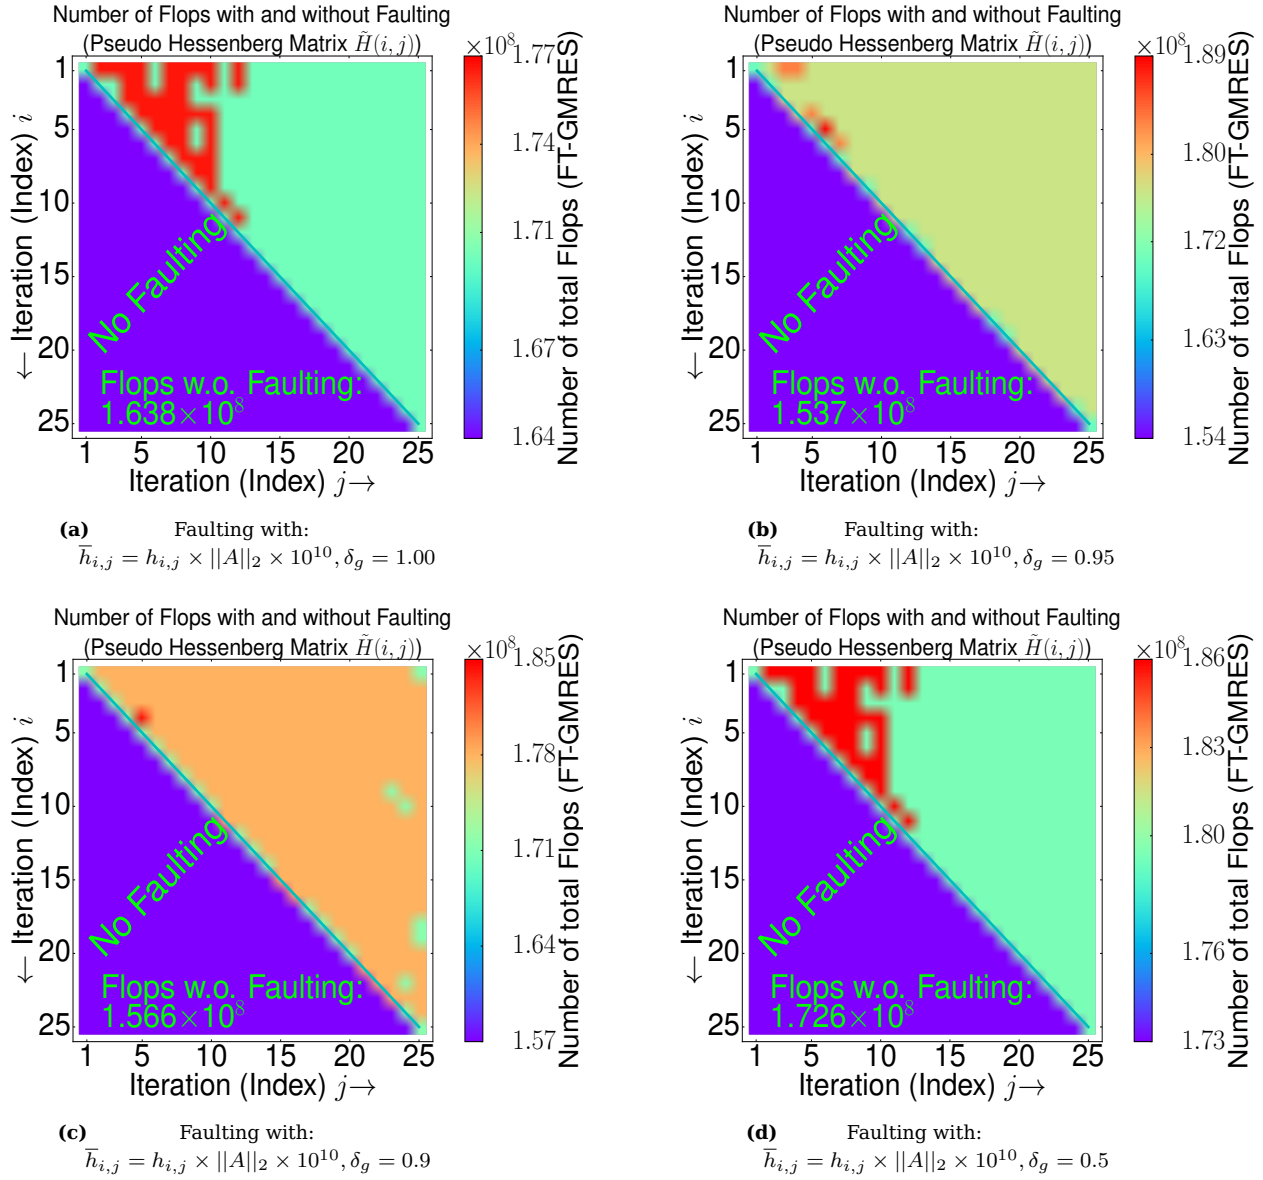 Number of Flops with and without Faulting
(Pseudo Hessenberg Matrix H̃(i, j))
×10⁸
1.77
1.74
1.71
1.67
1.64
Number of total Flops (FT-GMRES)
← Iteration (Index) i
1
5
10
15
20
25
No Faulting
Flops w.o. Faulting:
1.638×10⁸
1 5 10 15 20 25
Iteration (Index) j→
(a) Faulting with:
h̅i,j = hi,j × ||A||2 × 10¹⁰, δg = 1.00
Number of Flops with and without Faulting
(Pseudo Hessenberg Matrix H̃(i, j))
×10⁸
1.89
1.80
1.72
1.63
1.54
Number of total Flops (FT-GMRES)
← Iteration (Index) i
1
5
10
15
20
25
No Faulting
Flops w.o. Faulting:
1.537×10⁸
1 5 10 15 20 25
Iteration (Index) j→
(b) Faulting with:
h̅i,j = hi,j × ||A||2 × 10¹⁰, δg = 0.95
Number of Flops with and without Faulting
(Pseudo Hessenberg Matrix H̃(i, j))
×10⁸
1.85
1.78
1.71
1.64
1.57
Number of total Flops (FT-GMRES)
← Iteration (Index) i
1
5
10
15
20
25
No Faulting
Flops w.o. Faulting:
1.566×10⁸
1 5 10 15 20 25
Iteration (Index) j→
(c) Faulting with:
h̅i,j = hi,j × ||A||2 × 10¹⁰, δg = 0.9
Number of Flops with and without Faulting
(Pseudo Hessenberg Matrix H̃(i, j))
×10⁸
1.86
1.83
1.80
1.76
1.73
Number of total Flops (FT-GMRES)
← Iteration (Index) i
1
5
10
15
20
25
No Faulting
Flops w.o. Faulting:
1.726×10⁸
1 5 10 15 20 25
Iteration (Index) j→
(d) Faulting with:
h̅i,j = hi,j × ||A||2 × 10¹⁰, δg = 0.5